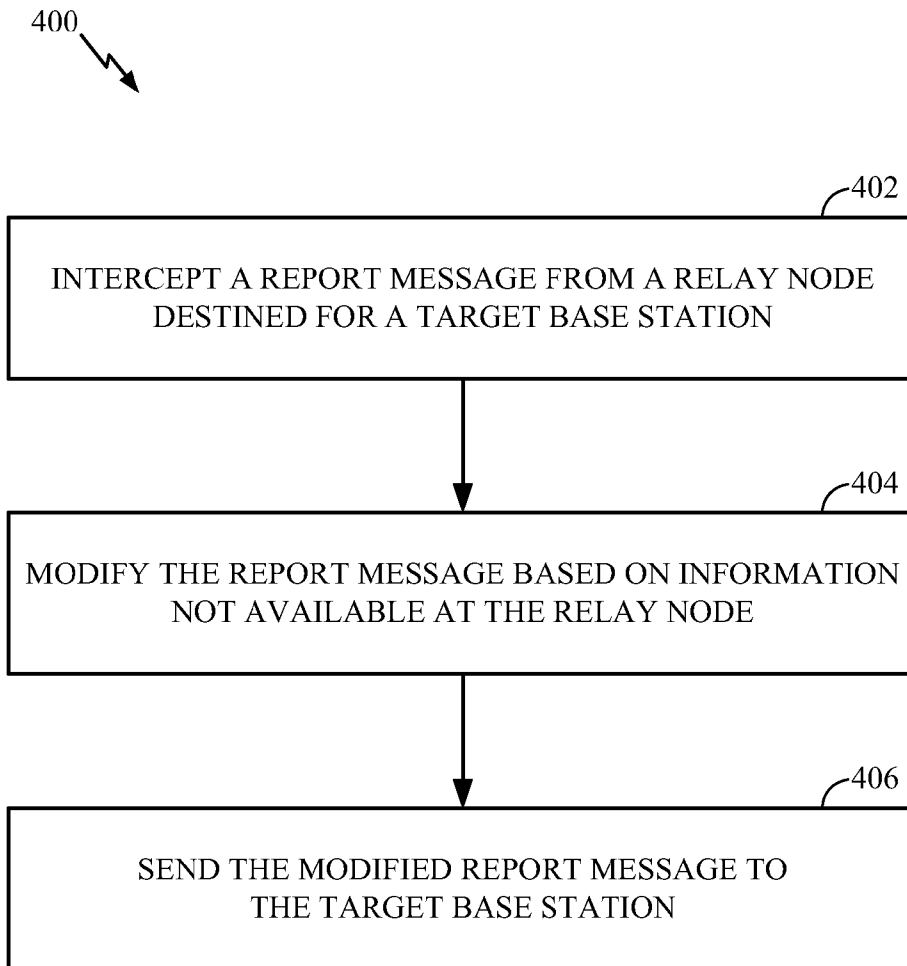 400
402
INTERCEPT A REPORT MESSAGE FROM A RELAY NODE
DESTINED FOR A TARGET BASE STATION
404
MODIFY THE REPORT MESSAGE BASED ON INFORMATION
NOT AVAILABLE AT THE RELAY NODE
406
SEND THE MODIFIED REPORT MESSAGE TO
THE TARGET BASE STATION